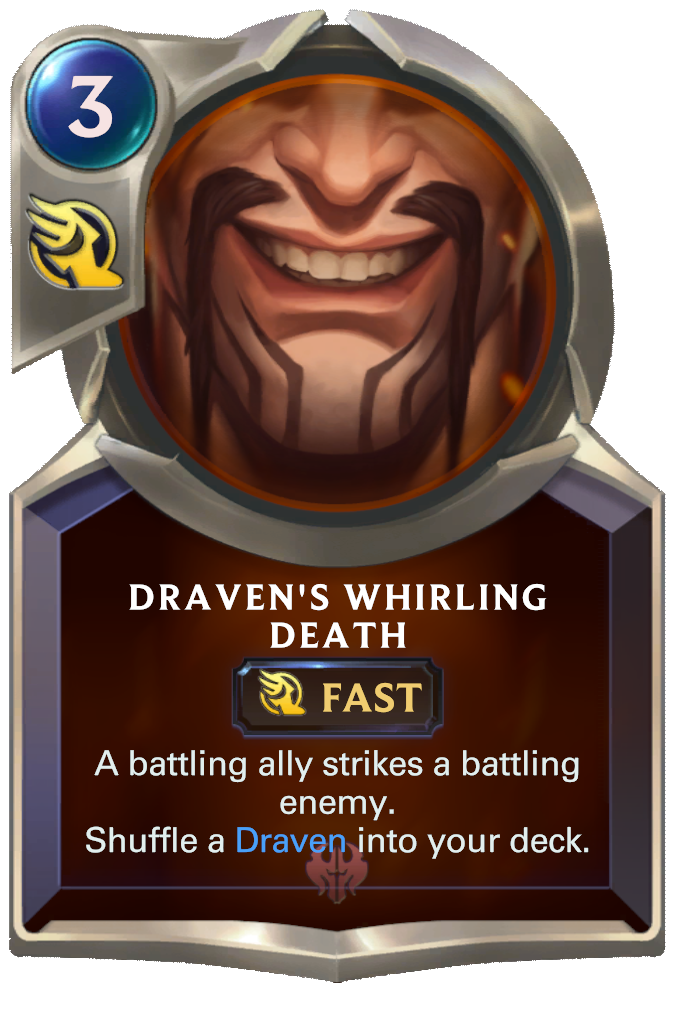 3
DRAVEN'S WHIRLING
DEATH
FAST
A battling ally strikes a battling
enemy.
Shuffle a Draven into your deck.